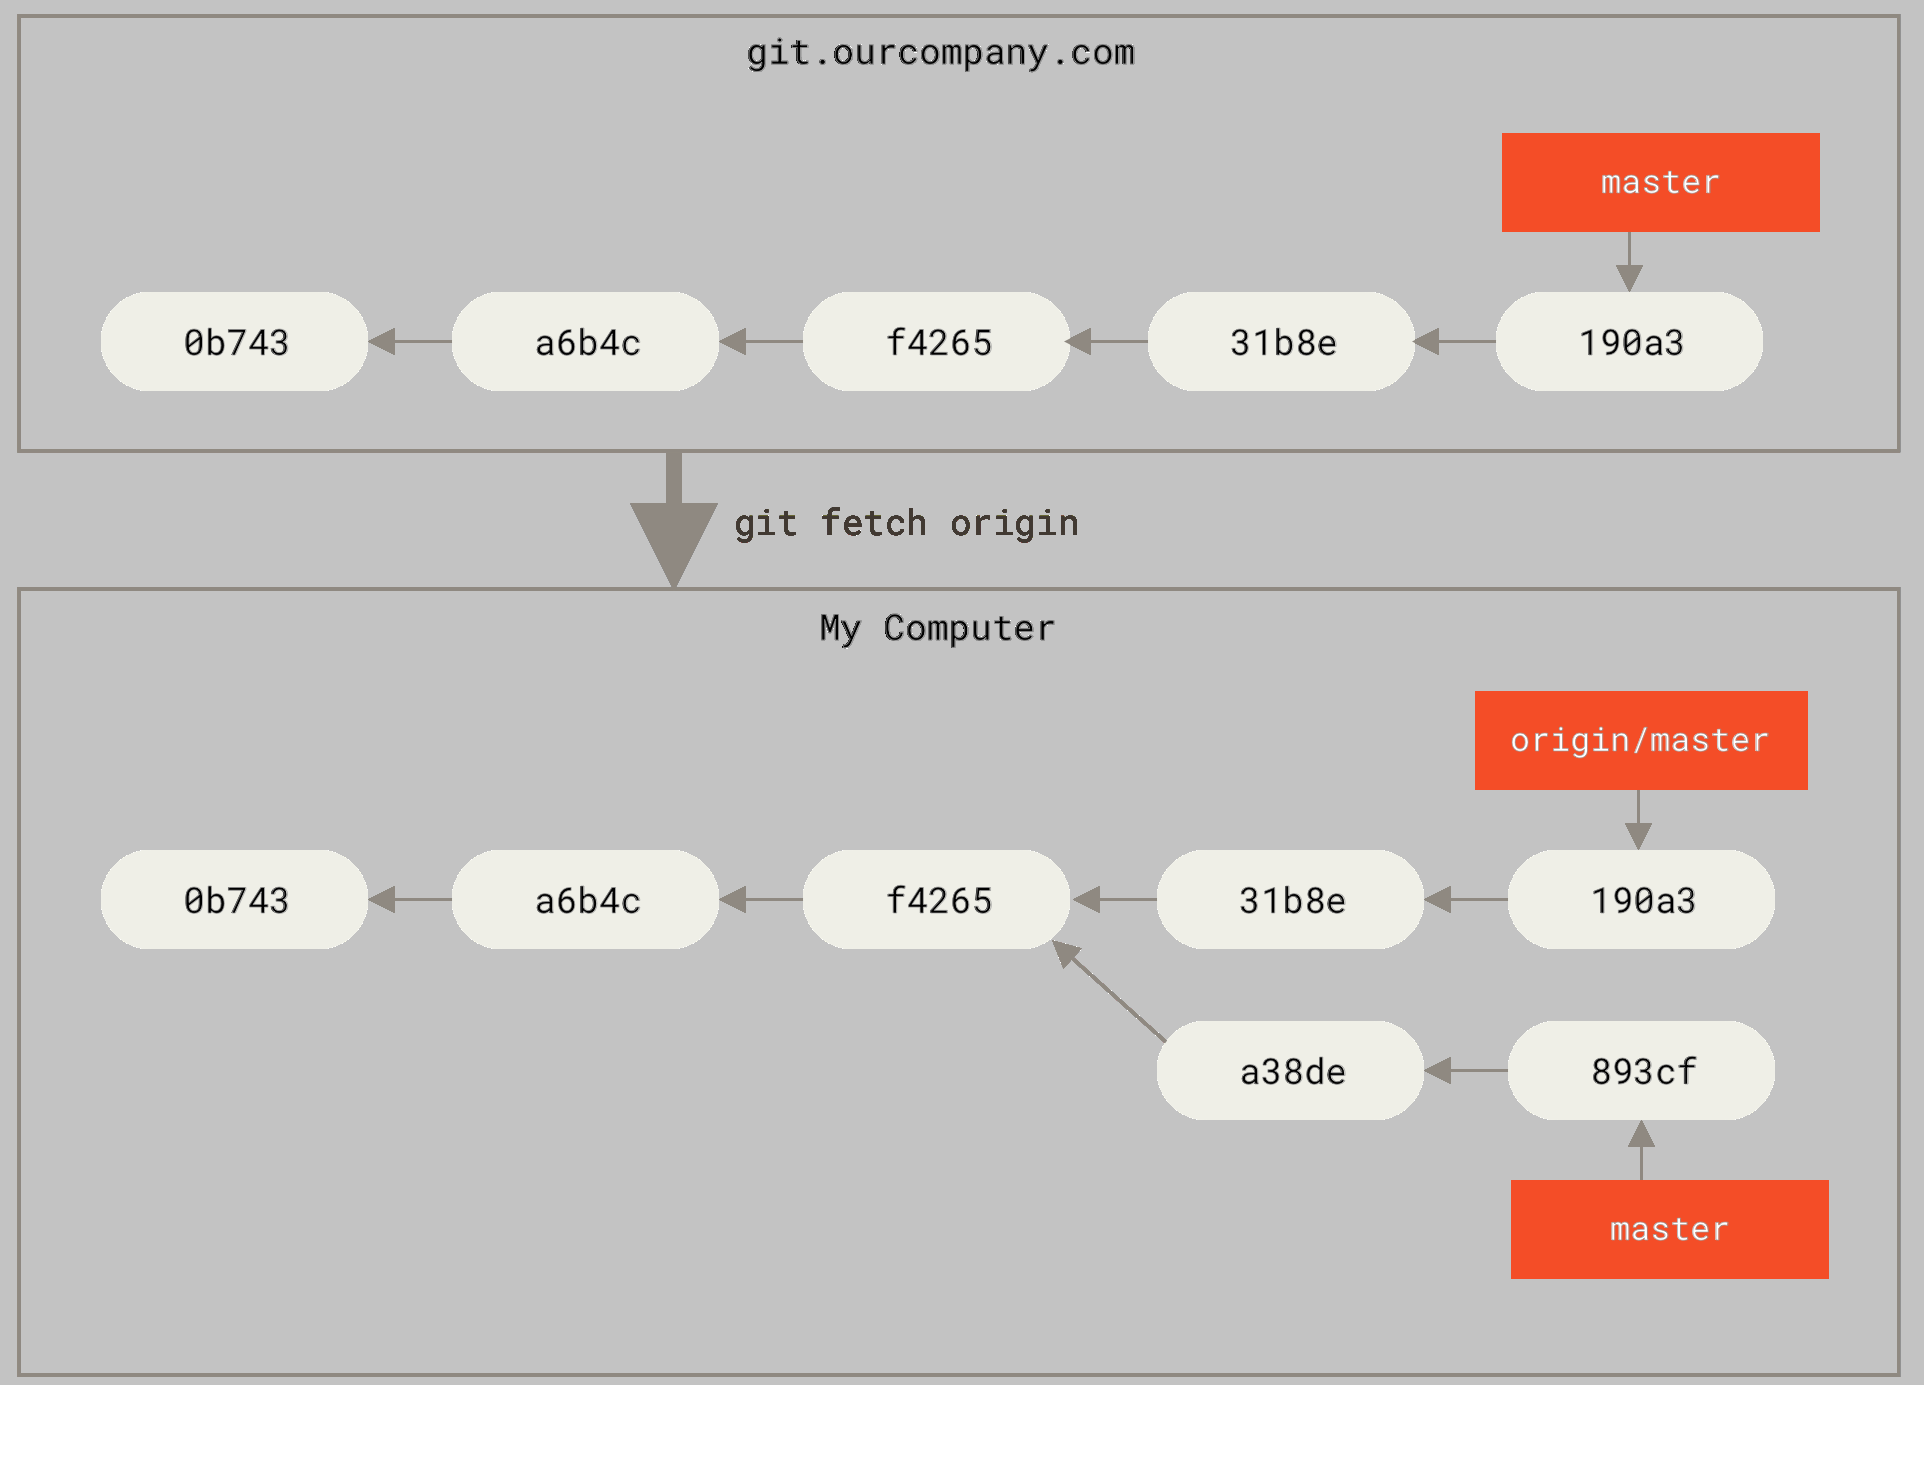 git.ourcompany.com
master
0b743 a6b4c f4265 31b8e 190a3
git fetch origin
My Computer
origin/master
0b743 a6b4c f4265 31b8e 190a3
a38de 893cf
master